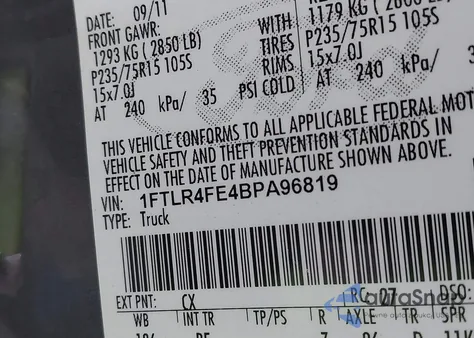 DATE: 09/11
FRONT GAWR: WITH 1179 KG
1293 KG ( 2850 LB) TIRES P235/75R15 105S
P235/75R15 105S RIMS 15x7.0J
15x7.0J PSI COLD AT 240 kPa/
AT 240 kPa/ 35
THIS VEHICLE CONFORMS TO ALL APPLICABLE FEDERAL MOT
VEHICLE SAFETY AND THEFT PREVENTION STANDARDS IN
EFFECT ON THE DATE OF MANUFACTURE SHOWN ABOVE.
VIN: 1FTLR4FE4BPA96819
TYPE: Truck
EXT PNT: CX RC: 27 DSO:
WB INT TR TP/PS R AXLE TR SPR